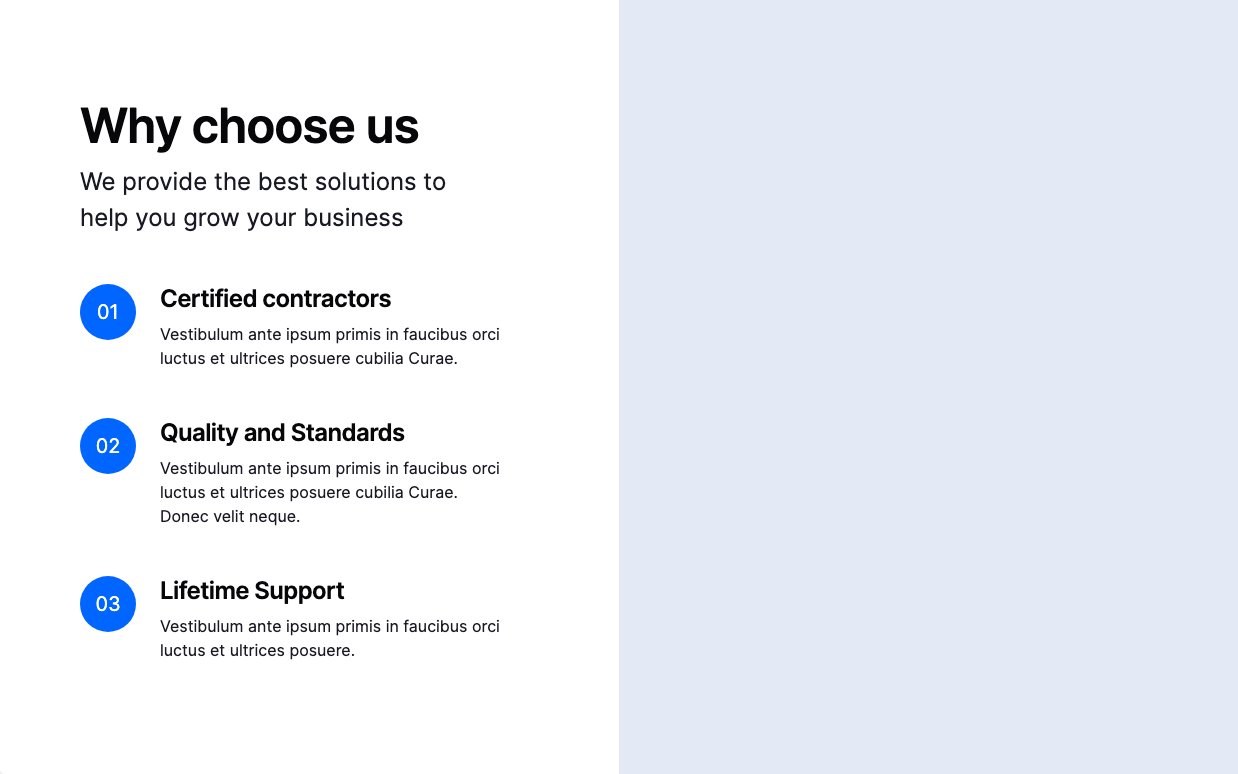 Why choose us
We provide the best solutions to
help you grow your business
01
Certified contractors
Vestibulum ante ipsum primis in faucibus orci
luctus et ultrices posuere cubilia Curae.
02
Quality and Standards
Vestibulum ante ipsum primis in faucibus orci
luctus et ultrices posuere cubilia Curae.
Donec velit neque.
03
Lifetime Support
Vestibulum ante ipsum primis in faucibus orci
luctus et ultrices posuere.